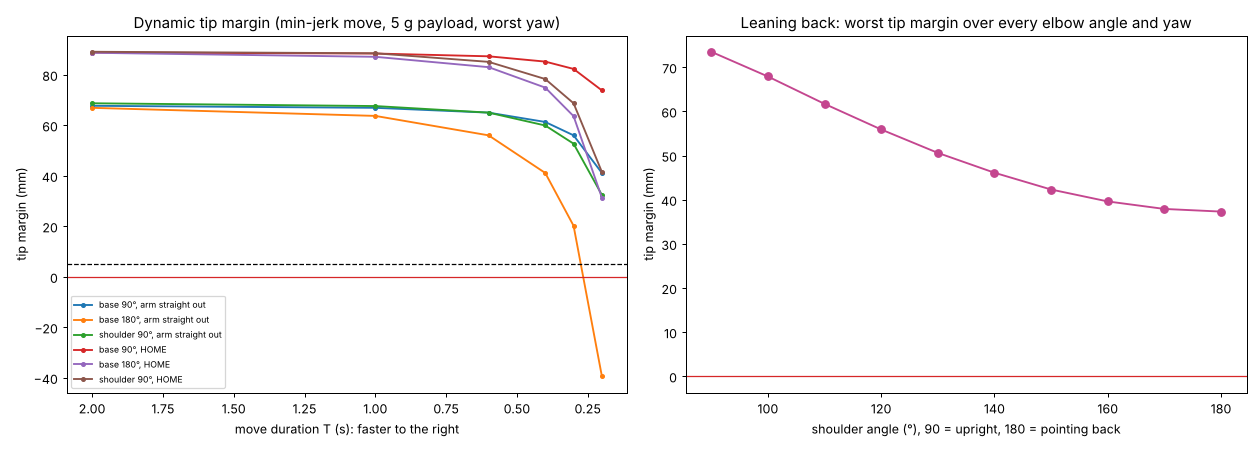 Dynamic tip margin (min-jerk move, 5 g payload, worst yaw)
tip margin (mm)
80
60
40
20
0
−20
−40
base 90°, arm straight out
base 180°, arm straight out
shoulder 90°, arm straight out
base 90°, HOME
base 180°, HOME
shoulder 90°, HOME
2.00 1.75 1.50 1.25 1.00 0.75 0.50 0.25
move duration T (s): faster to the right
Leaning back: worst tip margin over every elbow angle and yaw
tip margin (mm)
70
60
50
40
30
20
10
0
100 120 140 160 180
shoulder angle (°), 90 = upright, 180 = pointing back